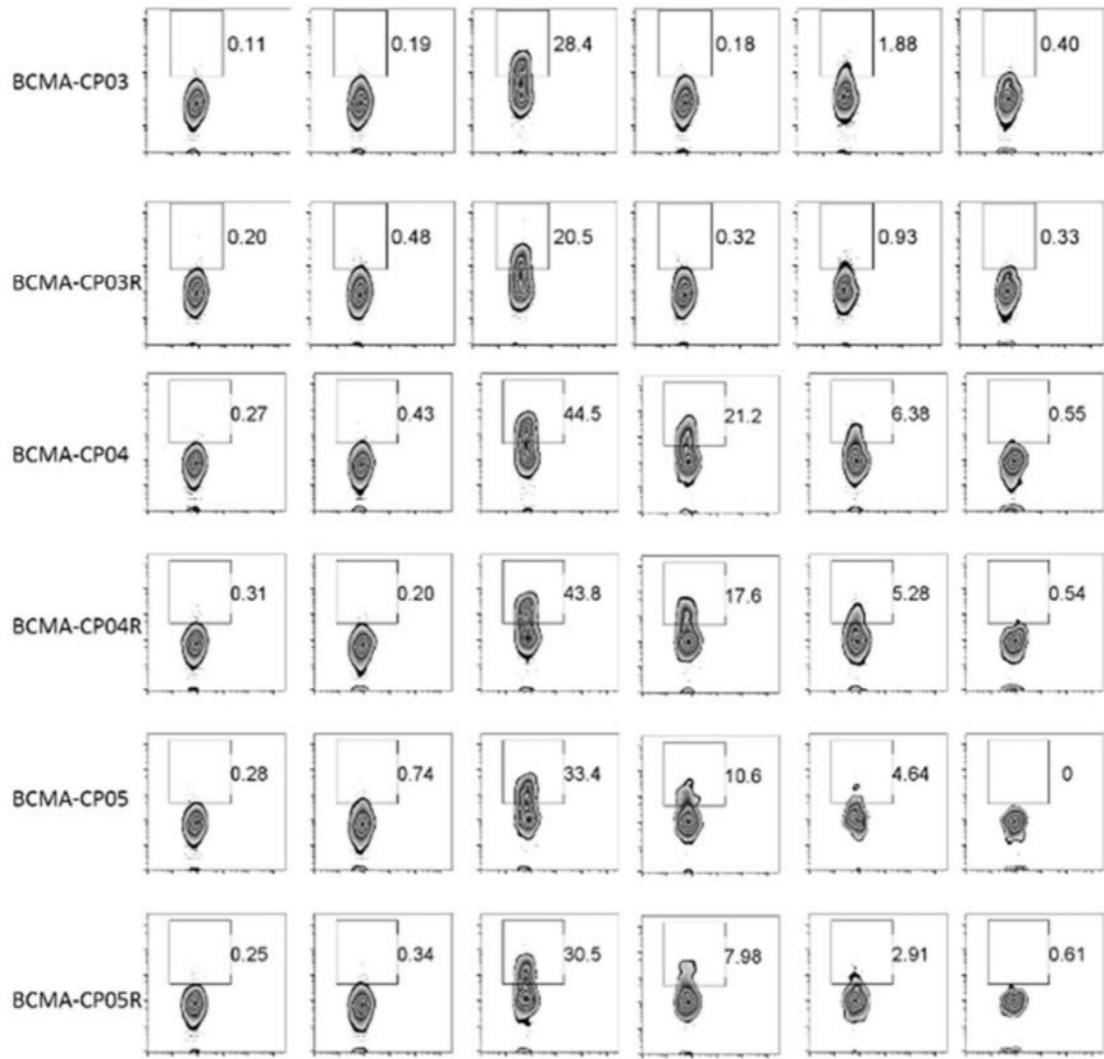 BCMA-CP03 0.11 0.19 28.4 0.18 1.88 0.40
BCMA-CP03R 0.20 0.48 20.5 0.32 0.93 0.33
BCMA-CP04 0.27 0.43 44.5 21.2 6.38 0.55
BCMA-CP04R 0.31 0.20 43.8 17.6 5.28 0.54
BCMA-CP05 0.28 0.74 33.4 10.6 4.64 0
BCMA-CP05R 0.25 0.34 30.5 7.98 2.91 0.61